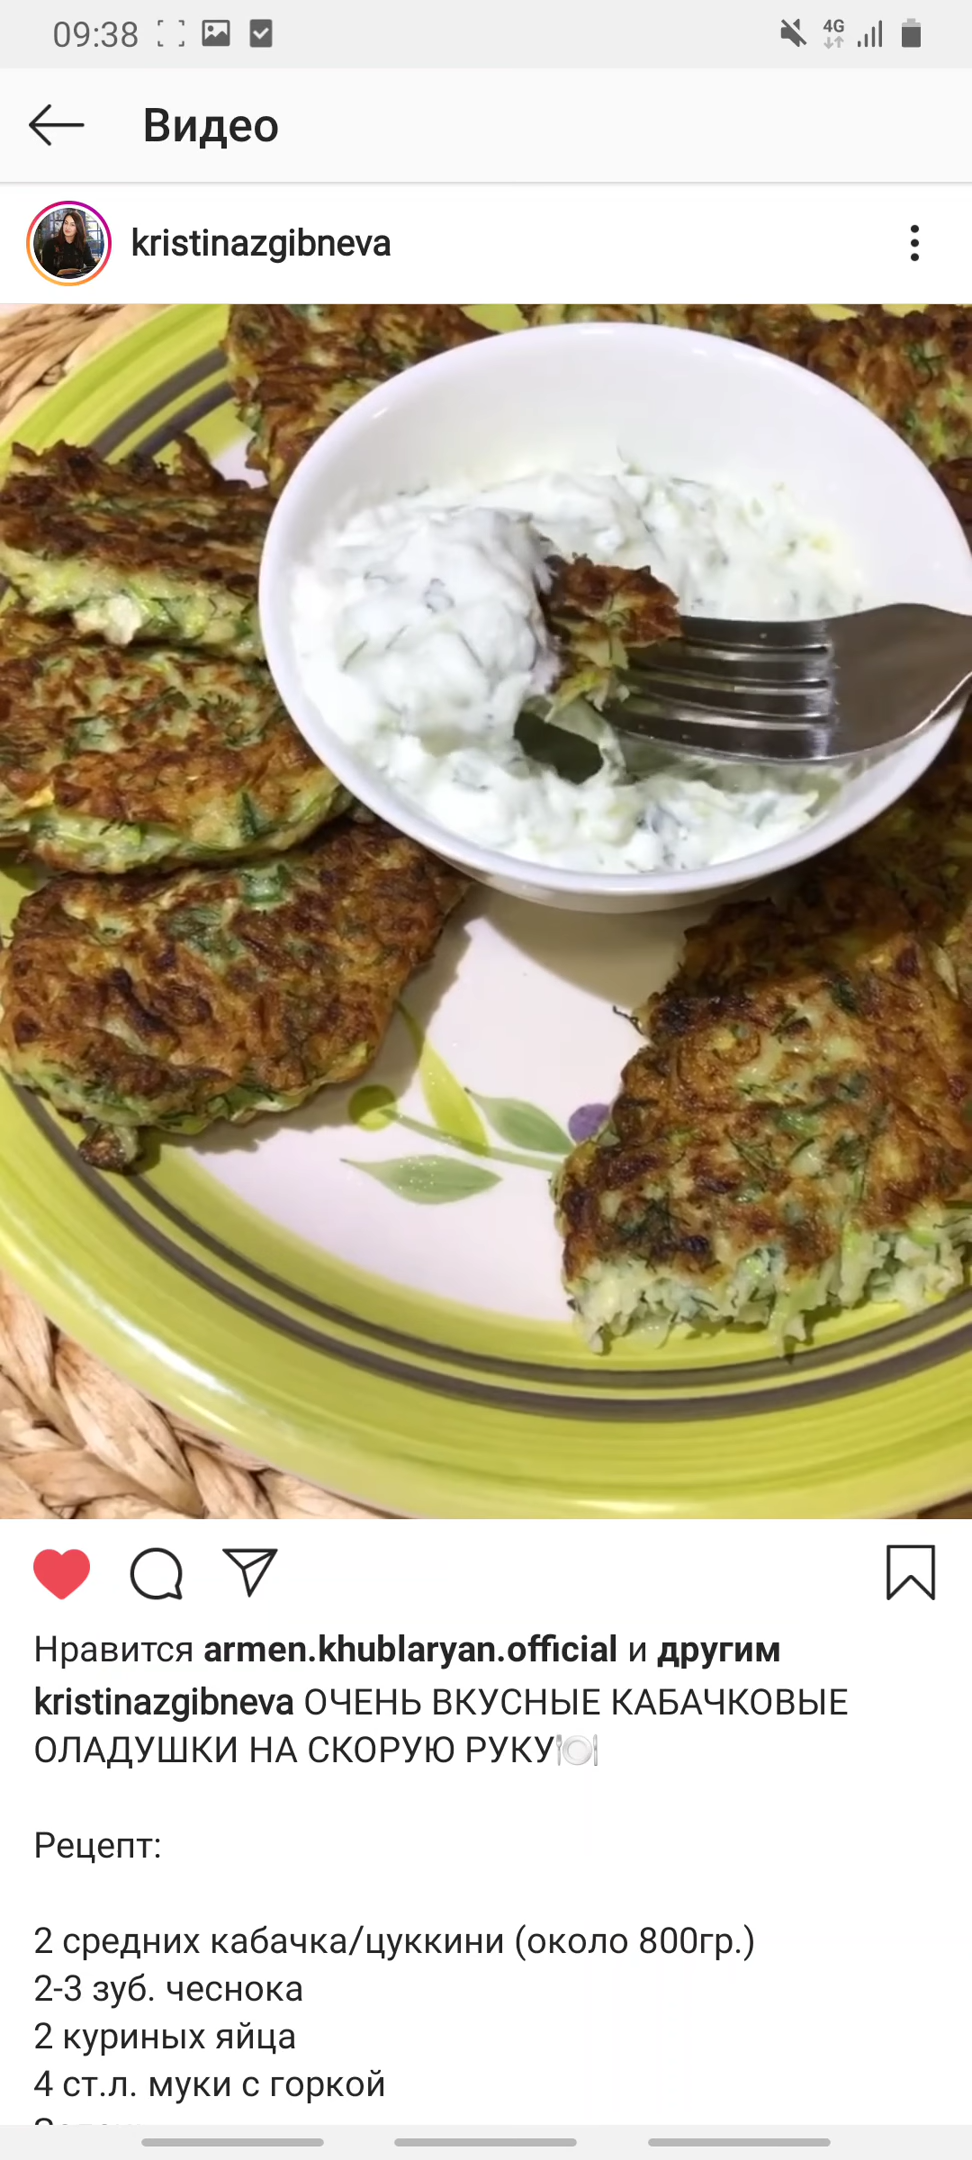 09:38
4G
Видео
kristinazgibneva
Нравится armen.khublaryan.official и другим
kristinazgibneva ОЧЕНЬ ВКУСНЫЕ КАБАЧКОВЫЕ
ОЛАДУШКИ НА СКОРУЮ РУКУ🍽
Рецепт:
2 средних кабачка/цуккини (около 800гр.)
2-3 зуб. чеснока
2 куриных яйца
4 ст.л. муки с горкой